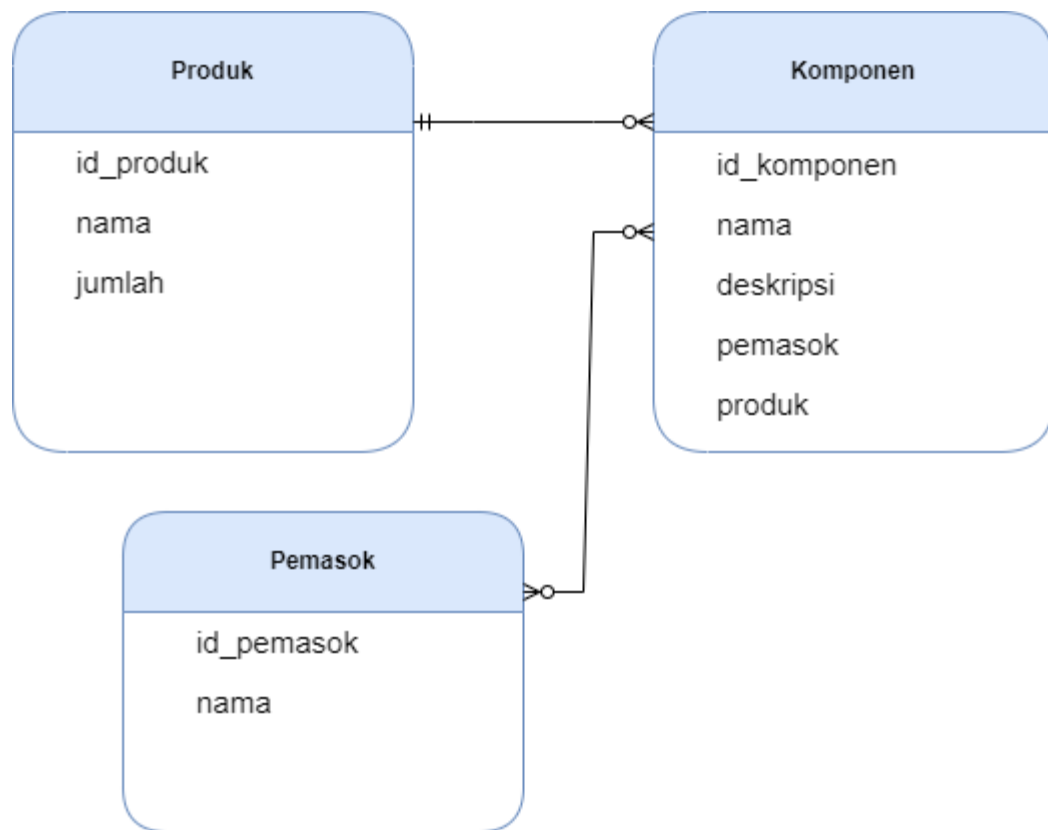 Produk
id_produk
nama
jumlah
Komponen
id_komponen
nama
deskripsi
pemasok
produk
Pemasok
id_pemasok
nama